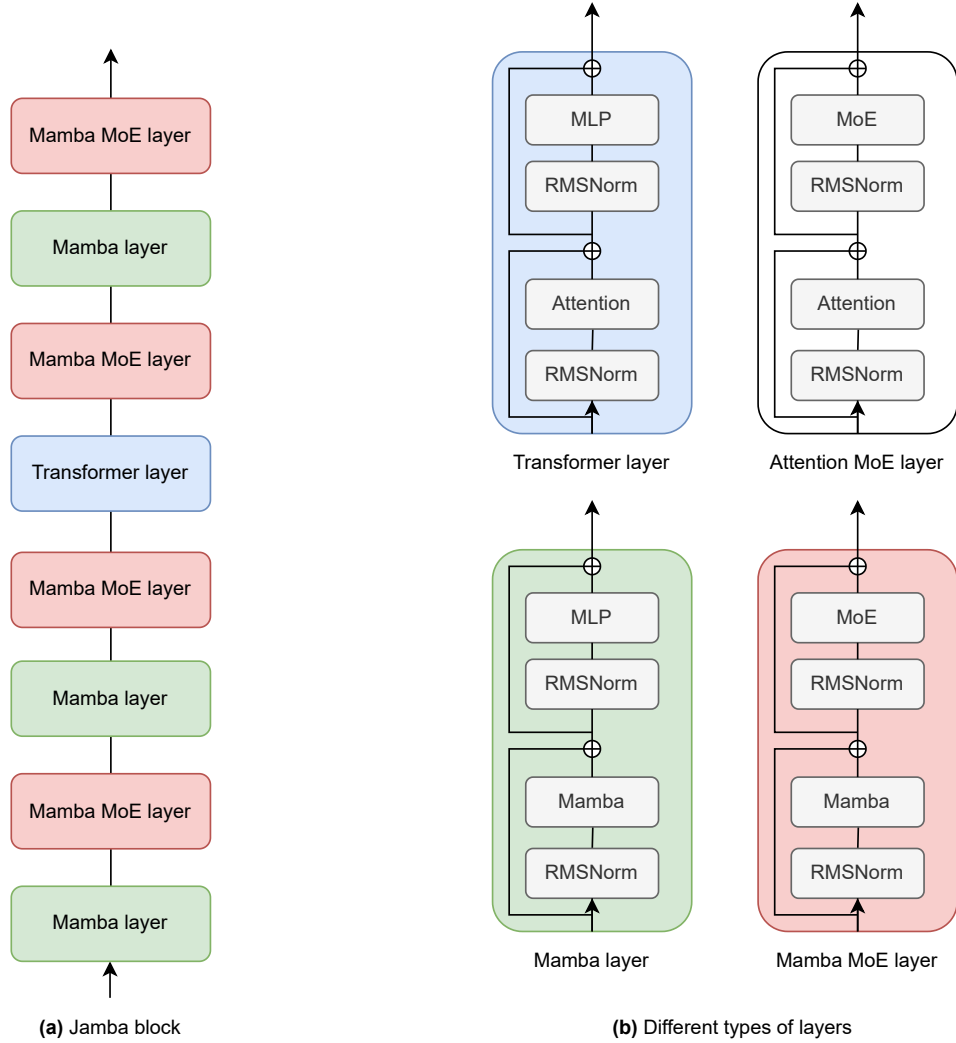 Mamba MoE layer
Mamba layer
Mamba MoE layer
Transformer layer
Mamba MoE layer
Mamba layer
Mamba MoE layer
Mamba layer
(a) Jamba block
MLP
RMSNorm
Attention
RMSNorm
Transformer layer
MoE
RMSNorm
Attention
RMSNorm
Attention MoE layer
MLP
RMSNorm
Mamba
RMSNorm
Mamba layer
MoE
RMSNorm
Mamba
RMSNorm
Mamba MoE layer
(b) Different types of layers